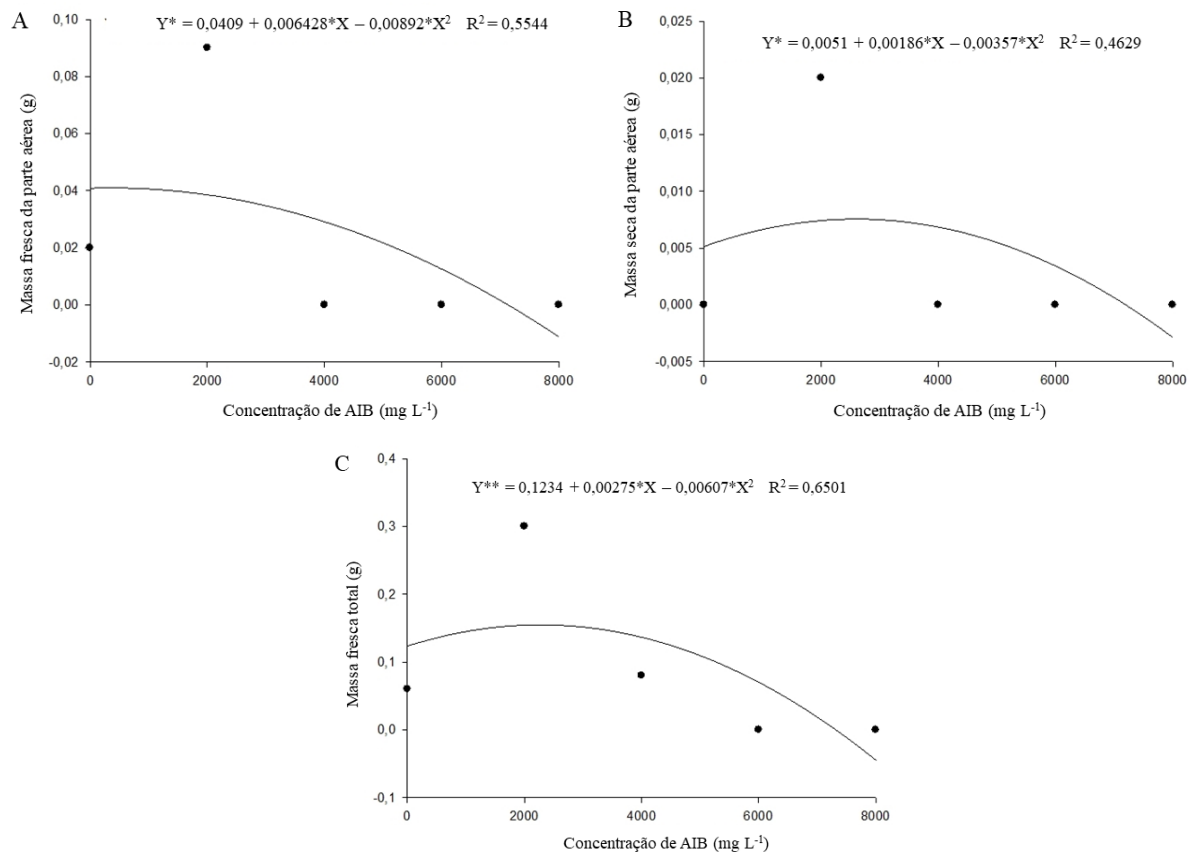 A
Y* = 0,0409 + 0,006428*X – 0,00892*X² R² = 0,5544
0,10
0,08
0,06
0,04
0,02
0,00
-0,02
Massa fresca da parte aérea (g)
0 2000 4000 6000 8000
Concentração de AIB (mg L⁻¹)
B
Y* = 0,0051 + 0,00186*X – 0,00357*X² R² = 0,4629
0,025
0,020
0,015
0,010
0,005
0,000
-0,005
Massa seca da parte aérea (g)
0 2000 4000 6000 8000
Concentração de AIB (mg L⁻¹)
C
Y** = 0,1234 + 0,00275*X – 0,00607*X² R² = 0,6501
0,4
0,3
0,2
0,1
0,0
-0,1
Massa fresca total (g)
0 2000 4000 6000 8000
Concentração de AIB (mg L⁻¹)